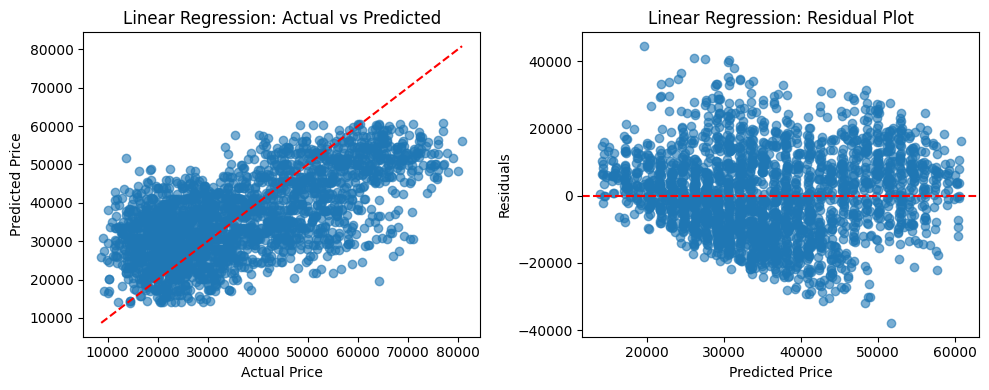 Linear Regression: Actual vs Predicted
80000
70000
60000
50000
40000
30000
20000
10000
Predicted Price
10000 20000 30000 40000 50000 60000 70000 80000
Actual Price
Linear Regression: Residual Plot
40000
20000
0
−20000
−40000
Residuals
20000 30000 40000 50000 60000
Predicted Price